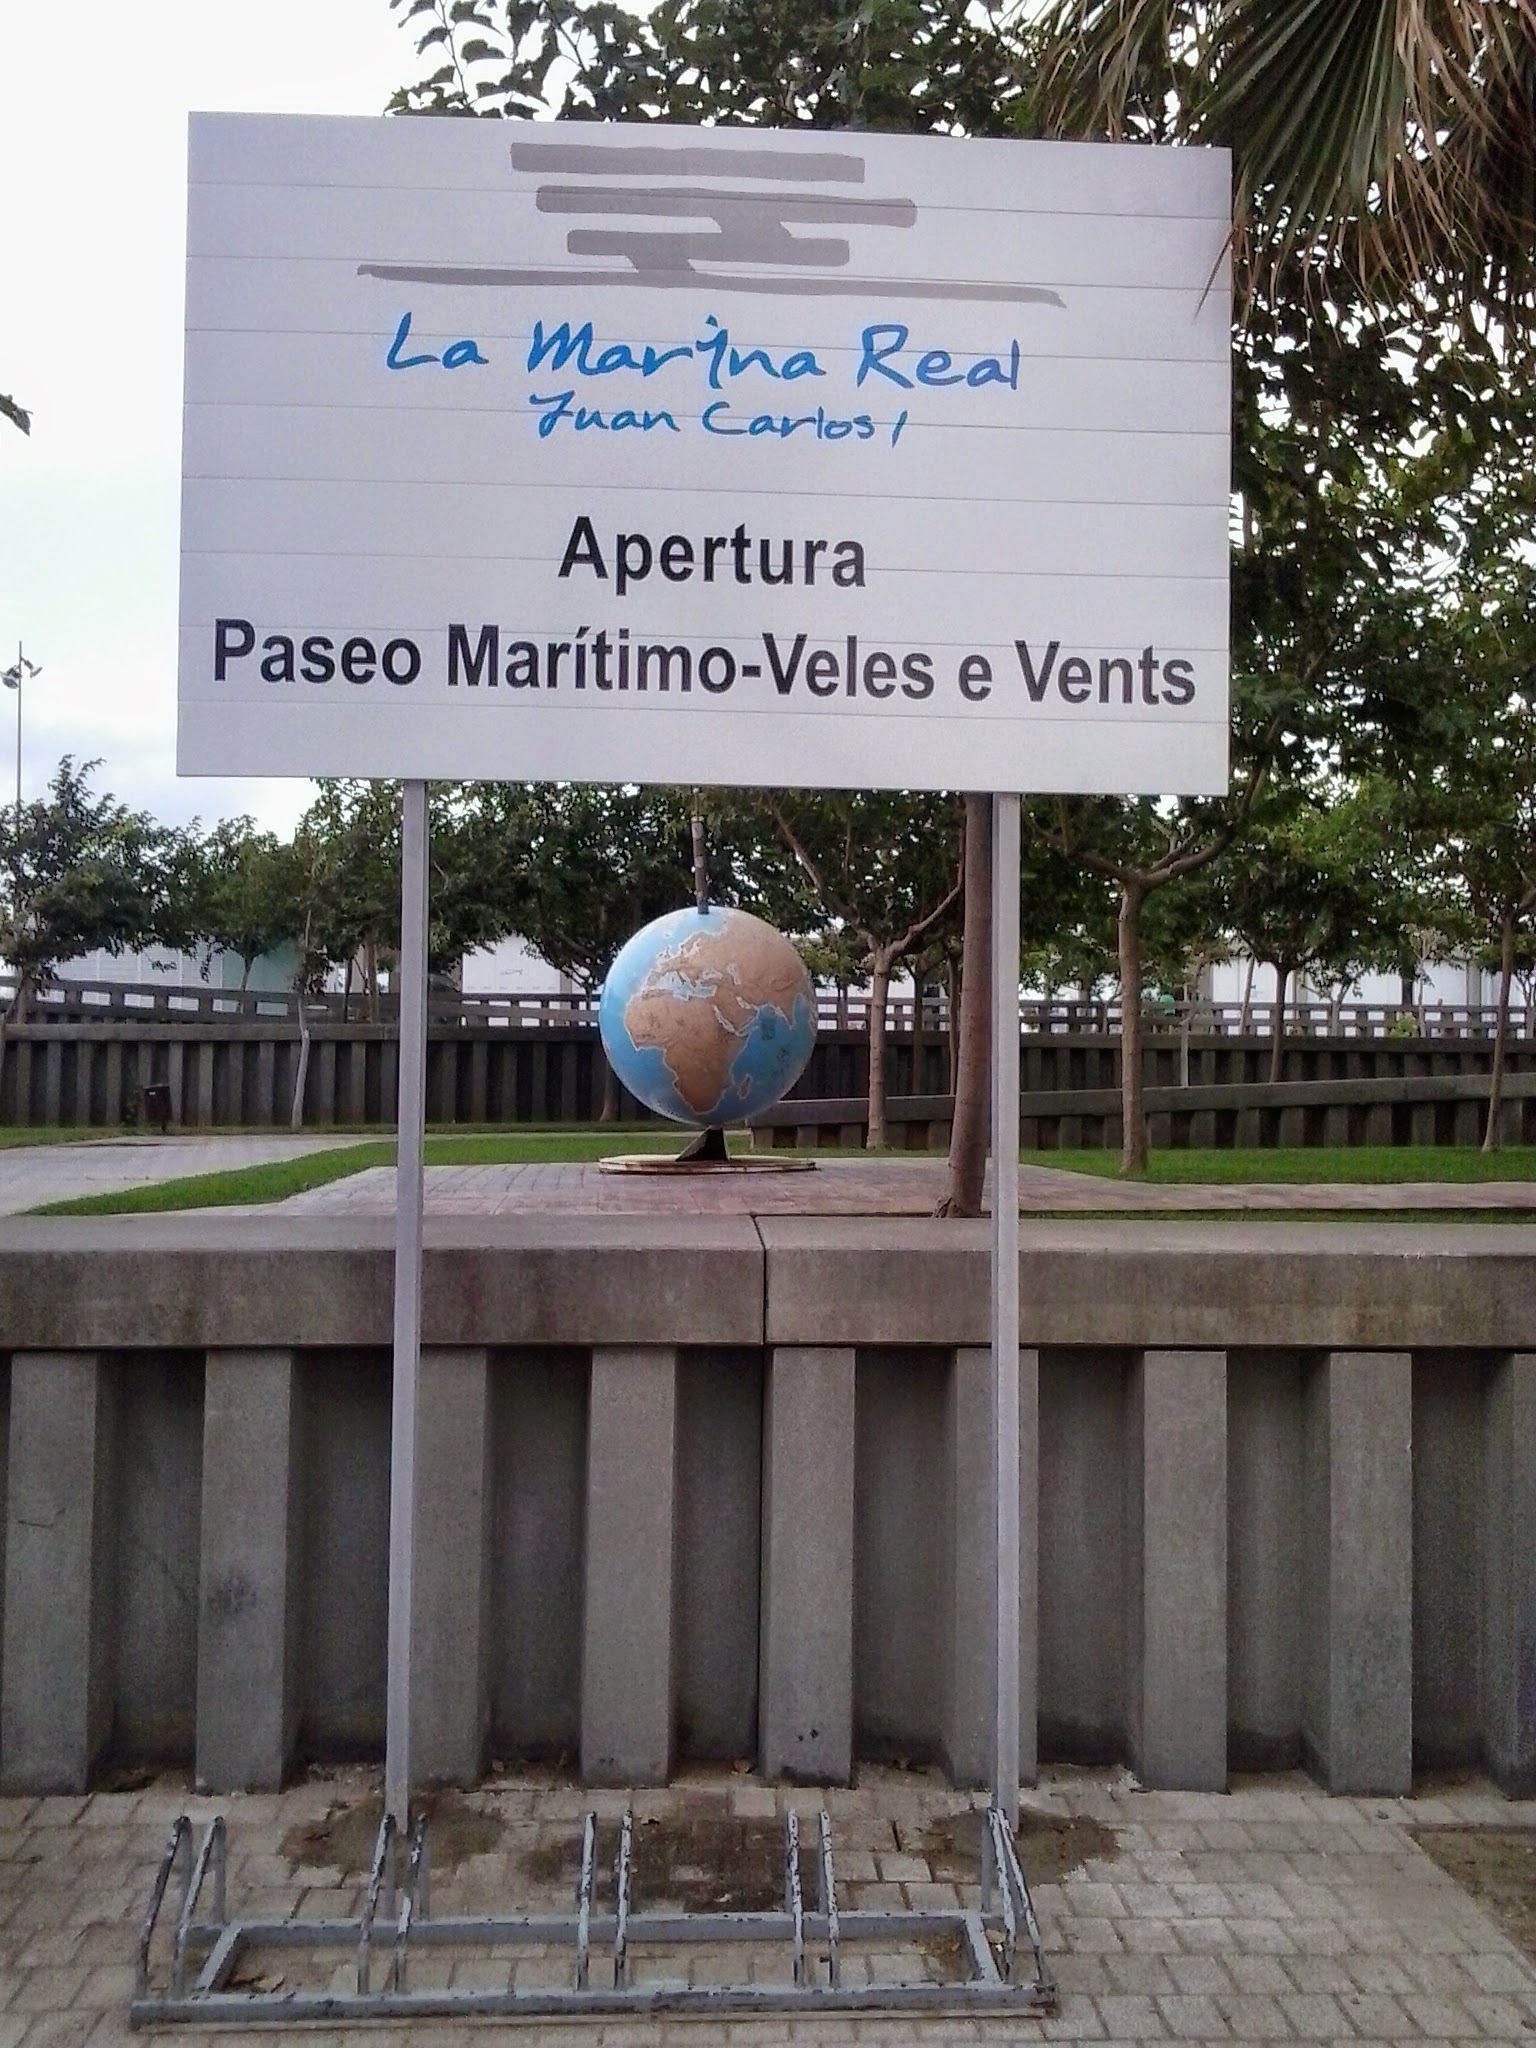 La Marina Real
Juan Carlos I
Apertura
Paseo Marítimo-Veles e Vents